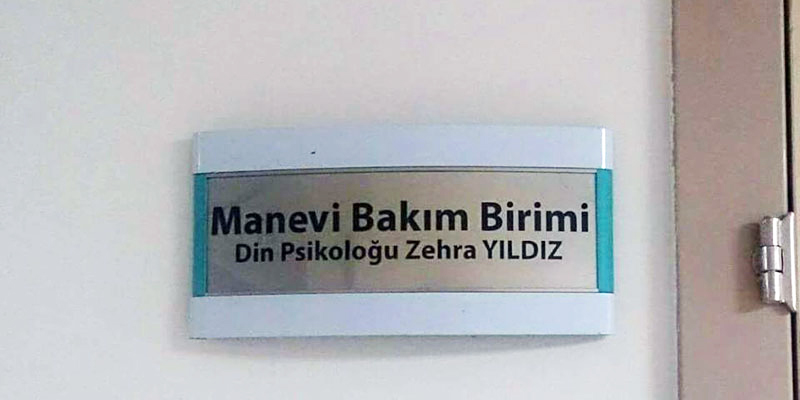 Manevi Bakım Birimi
Din Psikoloğu Zehra YILDIZ